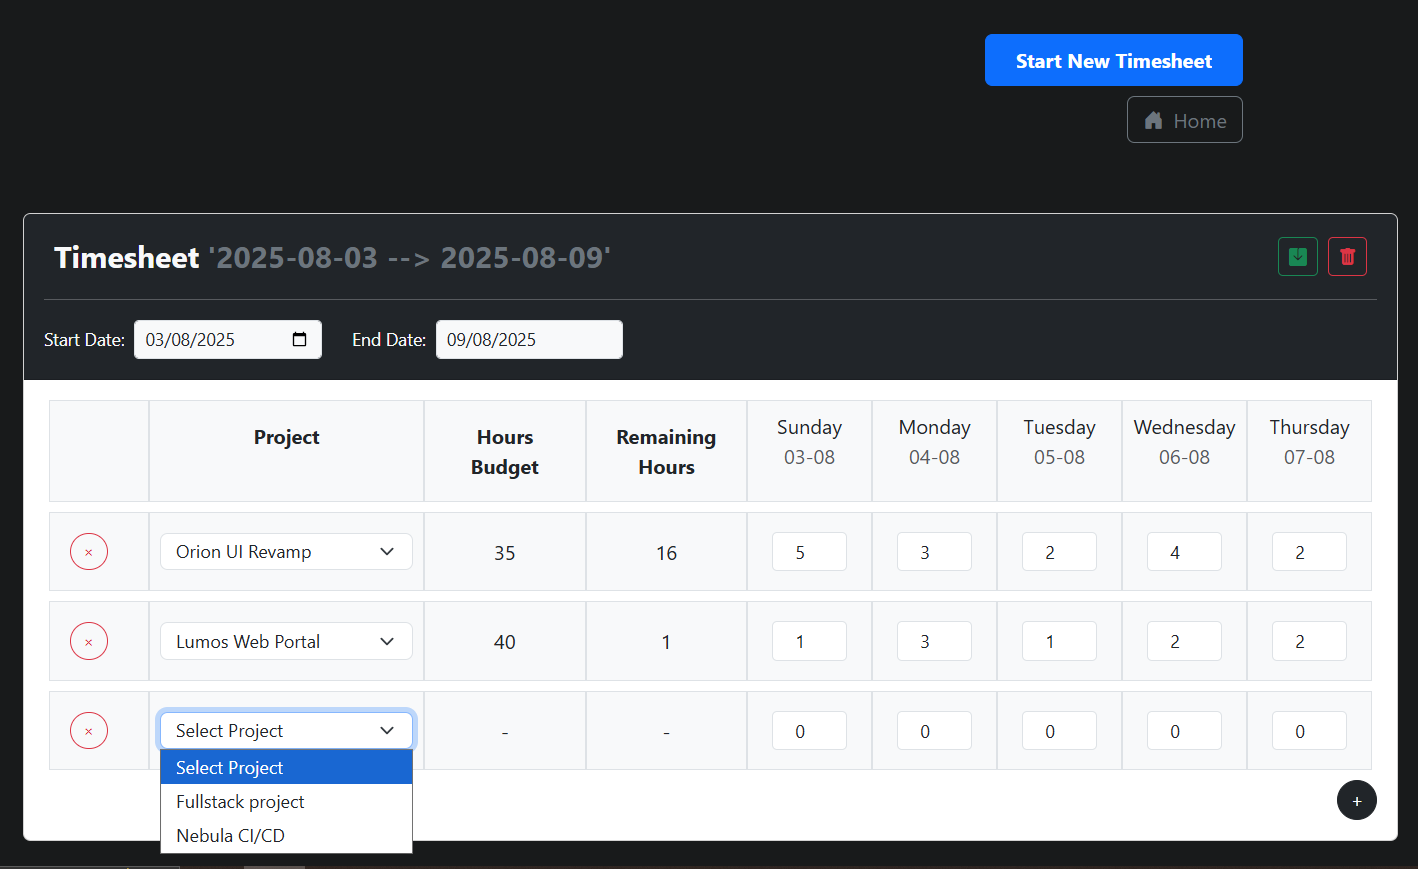 Start New Timesheet
Home
Timesheet '2025-08-03 --> 2025-08-09'
Start Date: 03/08/2025 End Date: 09/08/2025
Project Hours Budget Remaining Hours Sunday 03-08 Monday 04-08 Tuesday 05-08 Wednesday 06-08 Thursday 07-08
× Orion UI Revamp 35 16 5 3 2 4 2
× Lumos Web Portal 40 1 1 3 1 2 2
× Select Project - - 0 0 0 0 0
Select Project
Fullstack project
Nebula CI/CD
+